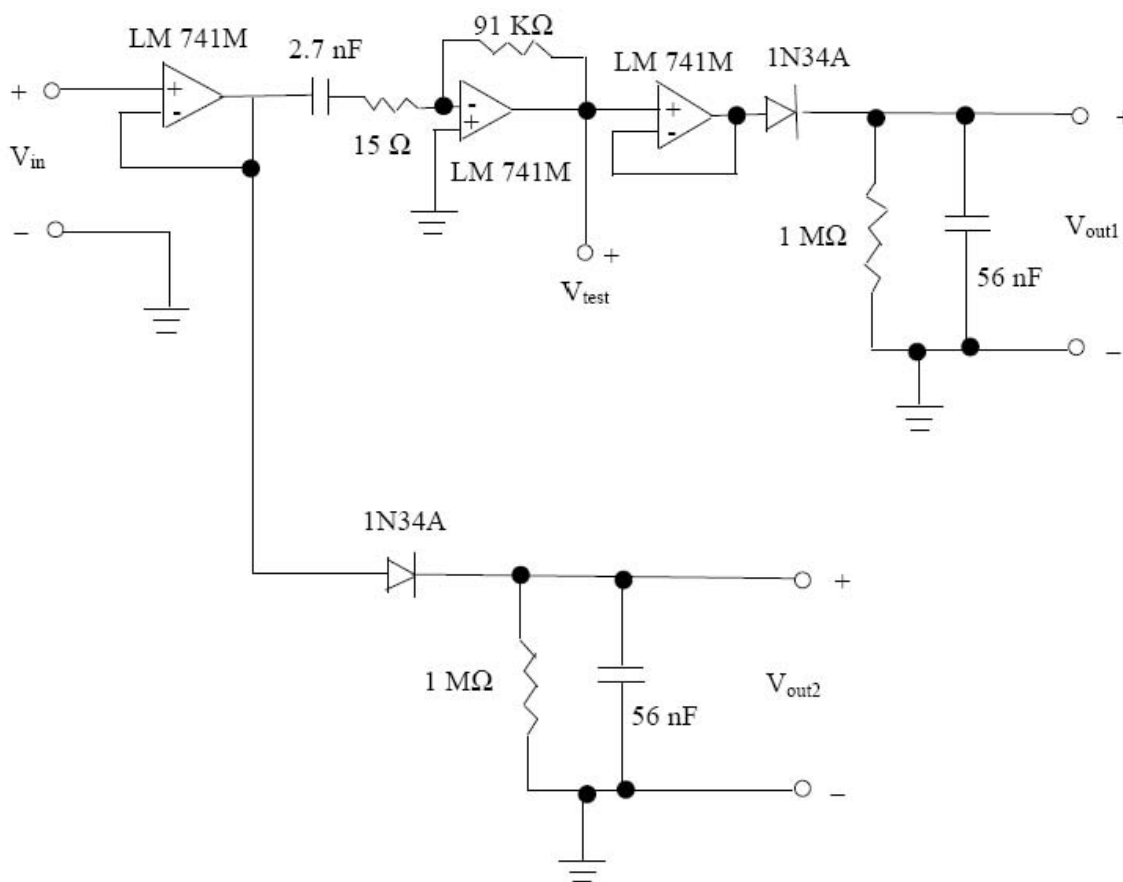 LM 741M
2.7 nF
91 KΩ
LM 741M
1N34A
+
+
-
-
+
+
-
+
V_in
15 Ω
LM 741M
−
+
V_test
1 MΩ
56 nF
V_out1
−
1N34A
+
1 MΩ
56 nF
V_out2
−